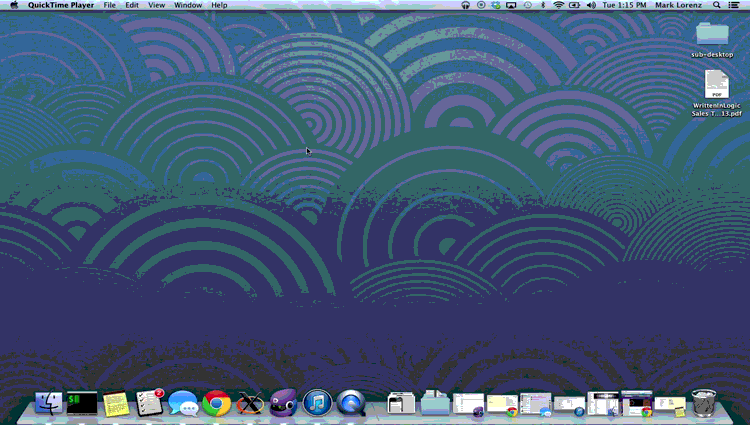 QuickTime Player File Edit View Window Help Tue 1:15 PM Mark Lorenz
sub-desktop
PDF
WrittenInLogic
Sales T...13.pdf
2